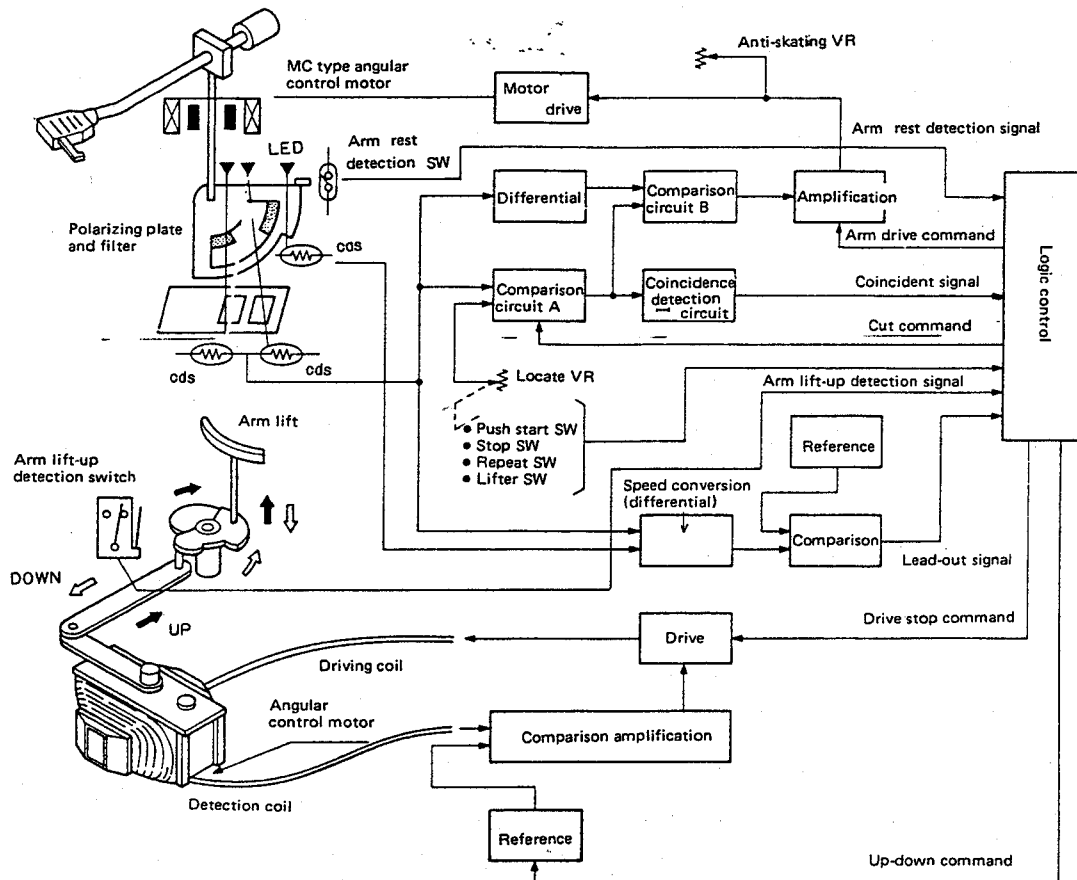 Anti-skating VR
MC type angular
control motor
Motor
drive
Arm rest detection signal
Arm rest
detection SW
LED
Differential
Comparison
circuit B
Amplification
Polarizing plate
and filter
Arm drive command
cds
Comparison
circuit A
Coincidence
detection
circuit
Coincident signal
Cut command
Logic control
cds
cds
Locate VR
Arm lift-up detection signal
Arm lift
● Push start SW
● Stop SW
● Repeat SW
● Lifter SW
Reference
Arm lift-up
detection switch
Speed conversion
(differential)
Comparison
Lead-out signal
DOWN
UP
Drive stop command
Drive
Driving coil
Angular
control motor
Comparison amplification
Detection coil
Reference
Up-down command